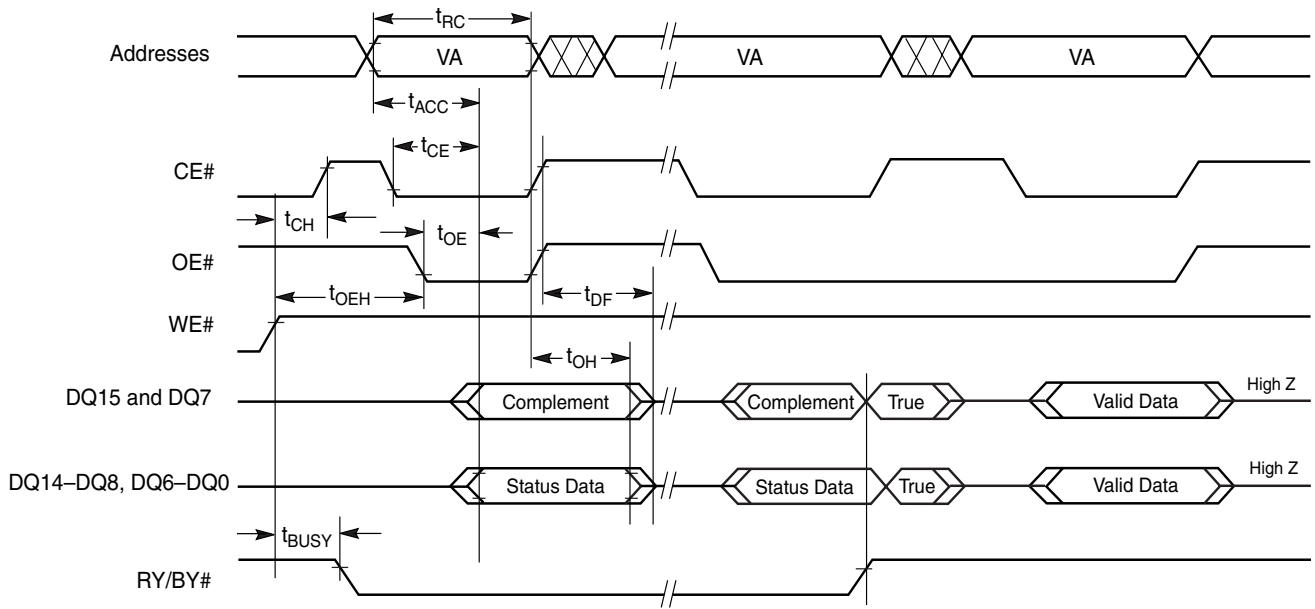 tRC
Addresses VA VA VA
tACC
tCE
CE#
tCH
tOE
OE#
tOEH
tDF
WE#
tOH
DQ15 and DQ7 Complement Complement True Valid Data High Z
DQ14–DQ8, DQ6–DQ0 Status Data Status Data True Valid Data High Z
tBUSY
RY/BY#